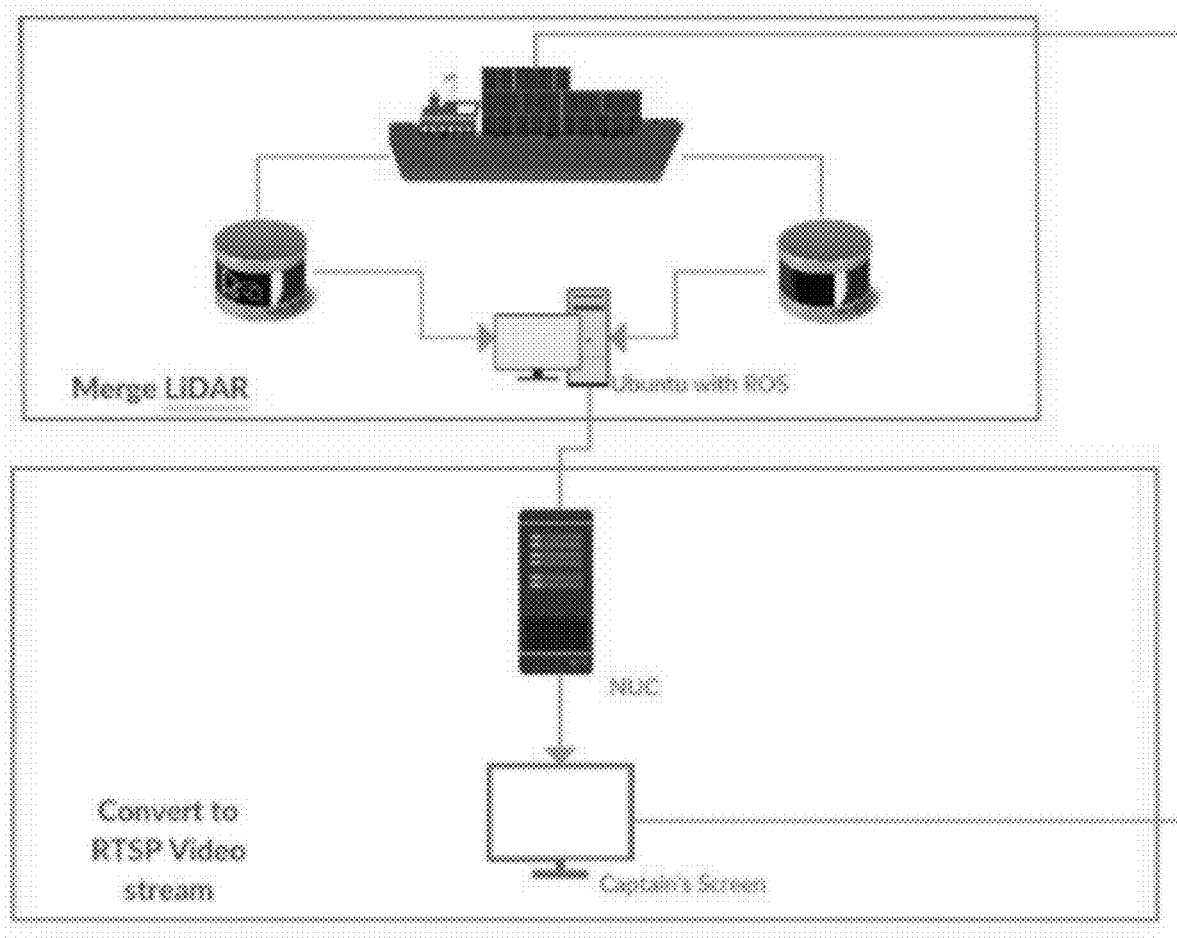 Merge LiDAR
Ubuntu with ROS
NUC
Convert to
RTSP Video
stream
Captain's Screen